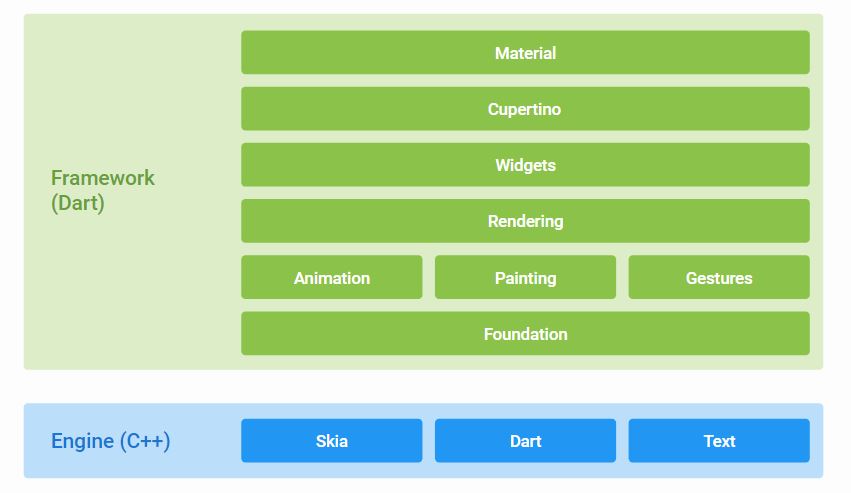 Material
Cupertino
Widgets
Framework
(Dart)
Rendering
Animation
Painting
Gestures
Foundation
Engine (C++)
Skia
Dart
Text